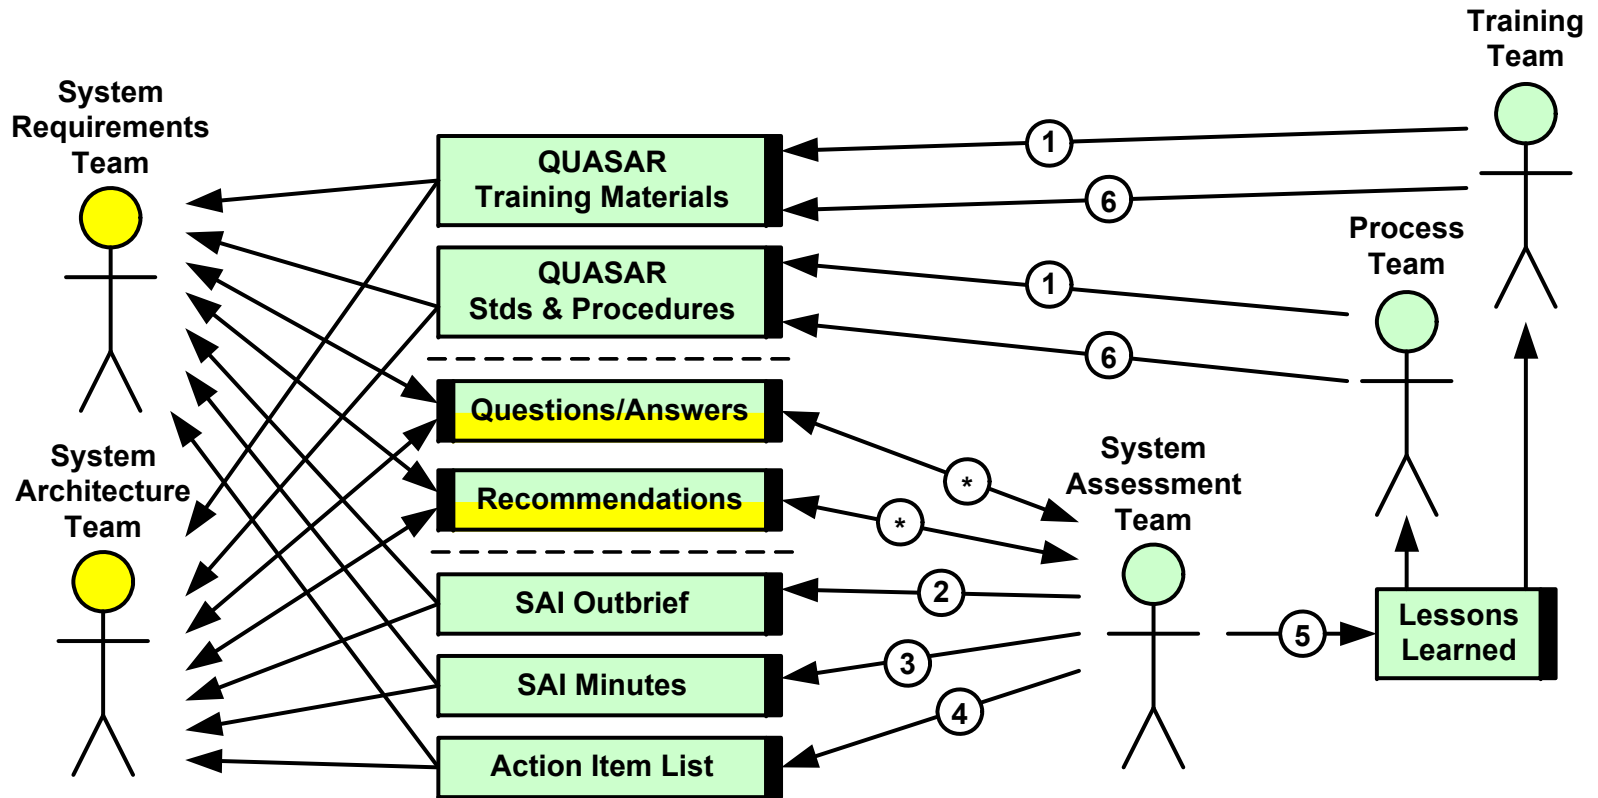 Training
Team
System
Requirements
Team
QUASAR
Training Materials
1
6
Process
Team
QUASAR
Stds & Procedures
1
6
Questions/Answers
*
System
Architecture
Team
Recommendations
*
System
Assessment
Team
SAI Outbrief
2
5
Lessons
Learned
SAI Minutes
3
4
Action Item List